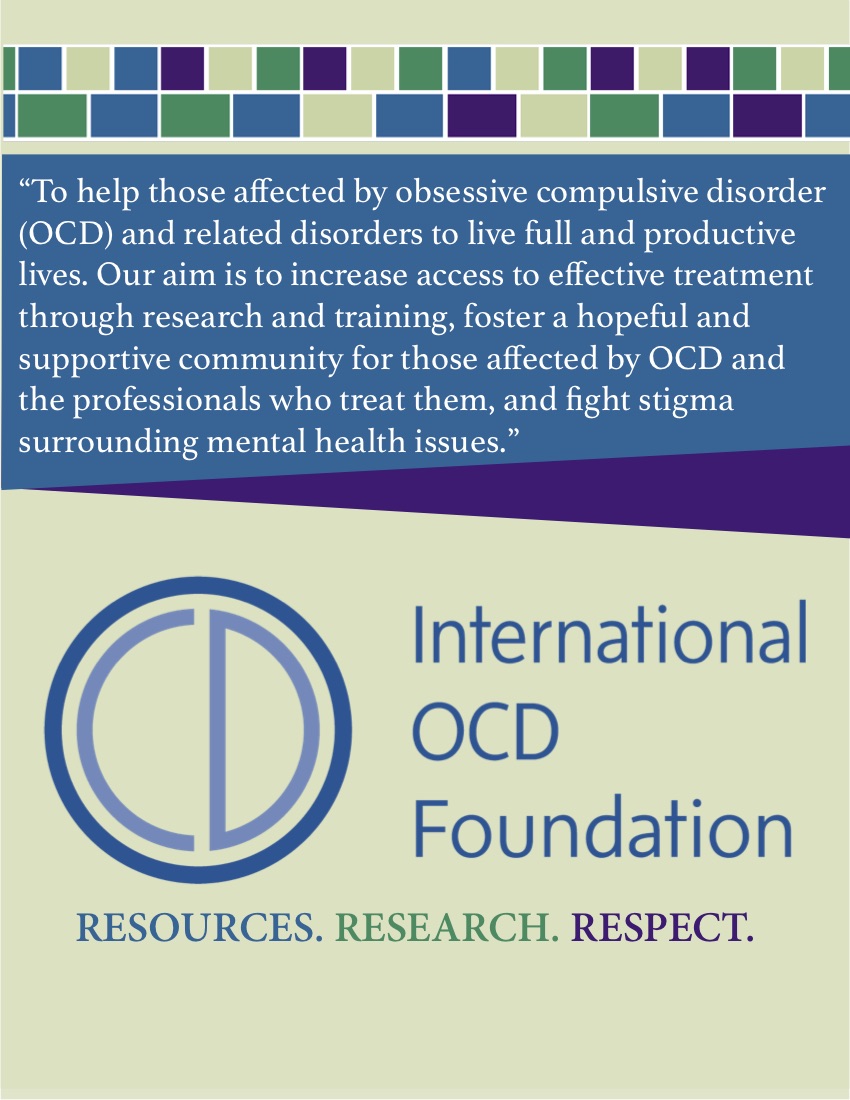 “To help those affected by obsessive compulsive disorder
(OCD) and related disorders to live full and productive
lives. Our aim is to increase access to effective treatment
through research and training, foster a hopeful and
supportive community for those affected by OCD and
the professionals who treat them, and fight stigma
surrounding mental health issues.”
International
OCD
Foundation
RESOURCES. RESEARCH. RESPECT.